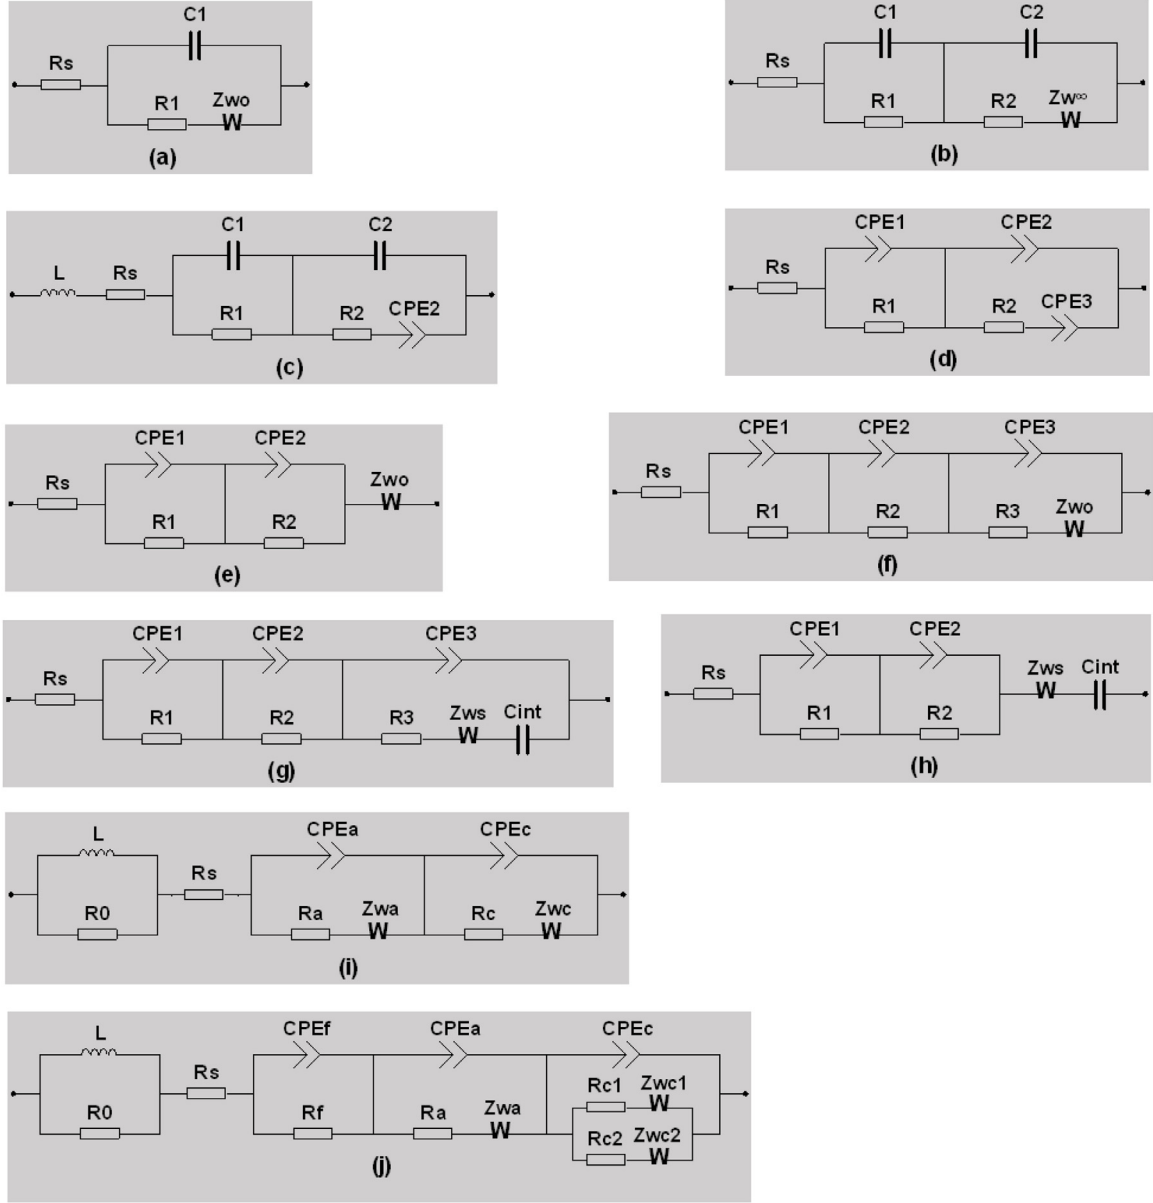 C1
Rs
R1 Zwo
W
(a)
C1 C2
Rs
R1 R2 Zw∞
W
(b)
C1 C2
L Rs
R1 R2 CPE2
(c)
CPE1 CPE2
Rs
R1 R2 CPE3
(d)
CPE1 CPE2
Rs Zwo
W
R1 R2
(e)
CPE1 CPE2 CPE3
Rs
R1 R2 R3 Zwo
W
(f)
CPE1 CPE2 CPE3
Rs
R1 R2 R3 Zws Cint
W
(g)
CPE1 CPE2
Rs Zws Cint
W
R1 R2
(h)
L CPEa CPEc
Rs
R0 Ra Zwa Rc Zwc
W W
(i)
L CPEf CPEa CPEc
Rs
Rc1 Zwc1
W
R0 Rf Ra Zwa
W
Rc2 Zwc2
W
(j)